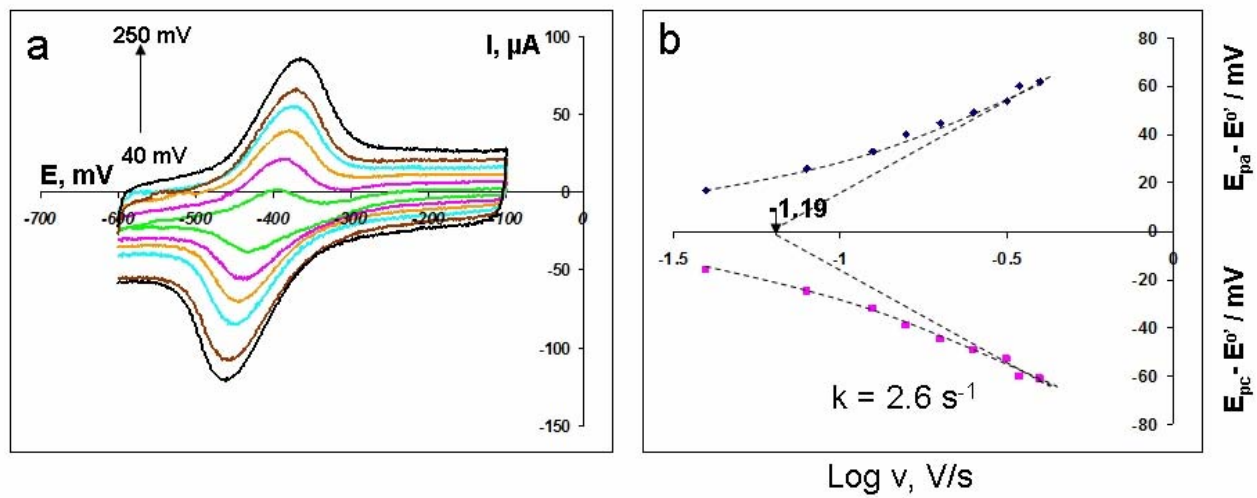 a
250 mV
40 mV
I, µA
E, mV
100
50
0
-50
-100
-150
-700
-600
-500
-400
-300
-200
-100
0
b
80
60
40
20
0
-20
-40
-60
-80
-1.5
-1
-0.5
0
-1,19
k = 2.6 s⁻¹
Eₚₐ- E⁰’ / mV
Eₚ꜀- E⁰’ / mV
Log v, V/s